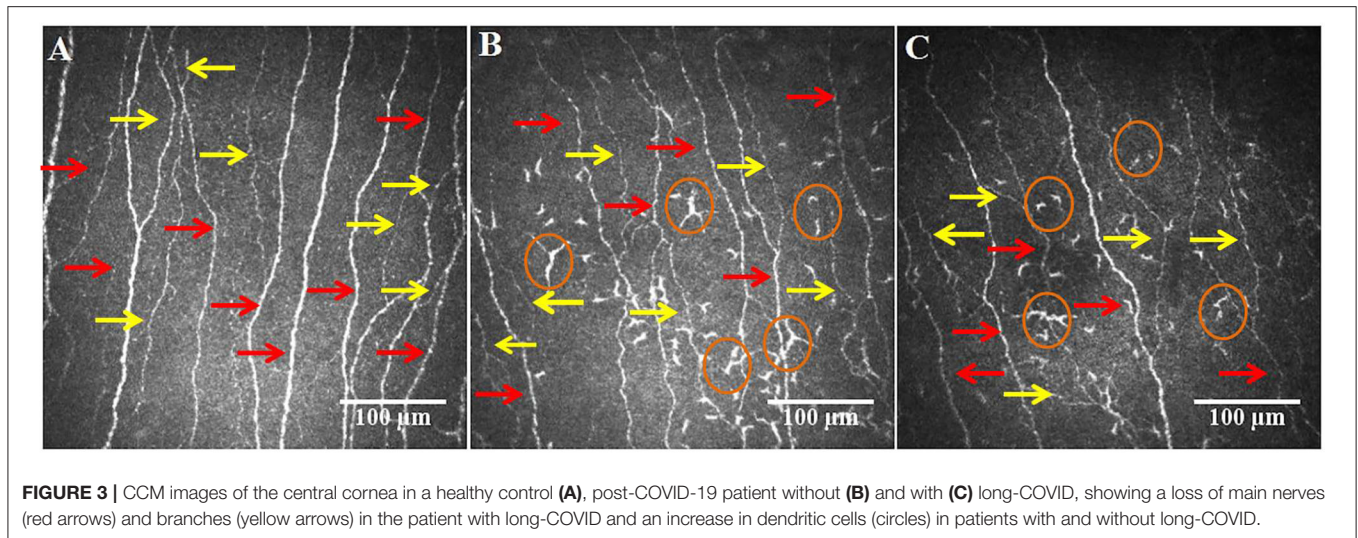 A
B
C
100 µm
100 µm
100 µm
FIGURE 3 | CCM images of the central cornea in a healthy control (A), post-COVID-19 patient without (B) and with (C) long-COVID, showing a loss of main nerves
(red arrows) and branches (yellow arrows) in the patient with long-COVID and an increase in dendritic cells (circles) in patients with and without long-COVID.